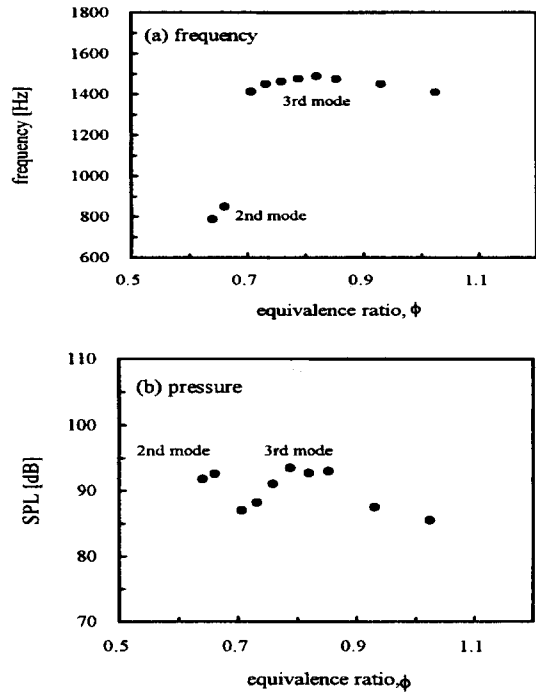 (a) frequency
1800
1600
1400
1200
1000
800
600
frequency [Hz]
3rd mode
2nd mode
0.5 0.7 0.9 1.1
equivalence ratio, ϕ
(b) pressure
110
100
90
80
70
SPL [dB]
2nd mode 3rd mode
0.5 0.7 0.9 1.1
equivalence ratio,ϕ